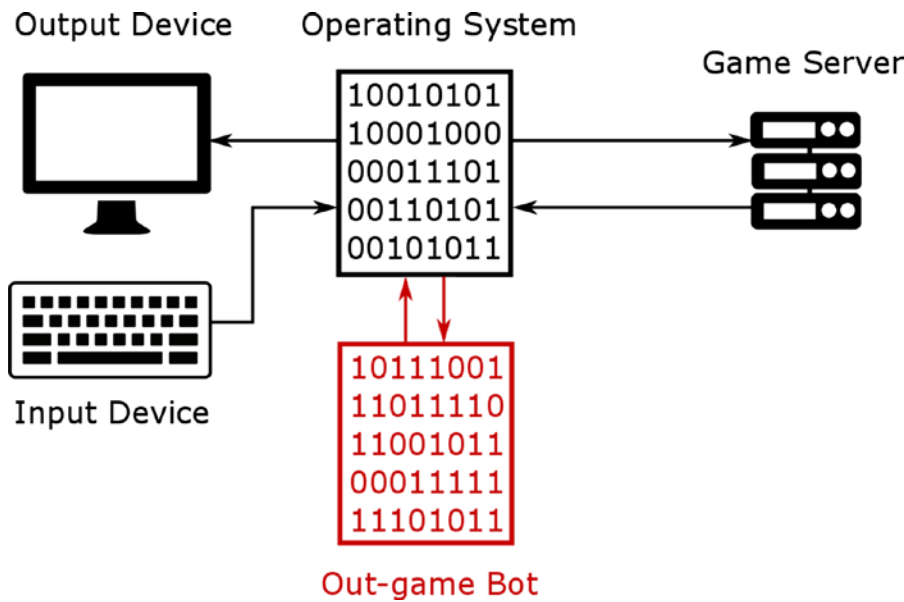 Output Device
Operating System
Game Server
10010101
10001000
00011101
00110101
00101011
Input Device
10111001
11011110
11001011
00011111
11101011
Out-game Bot